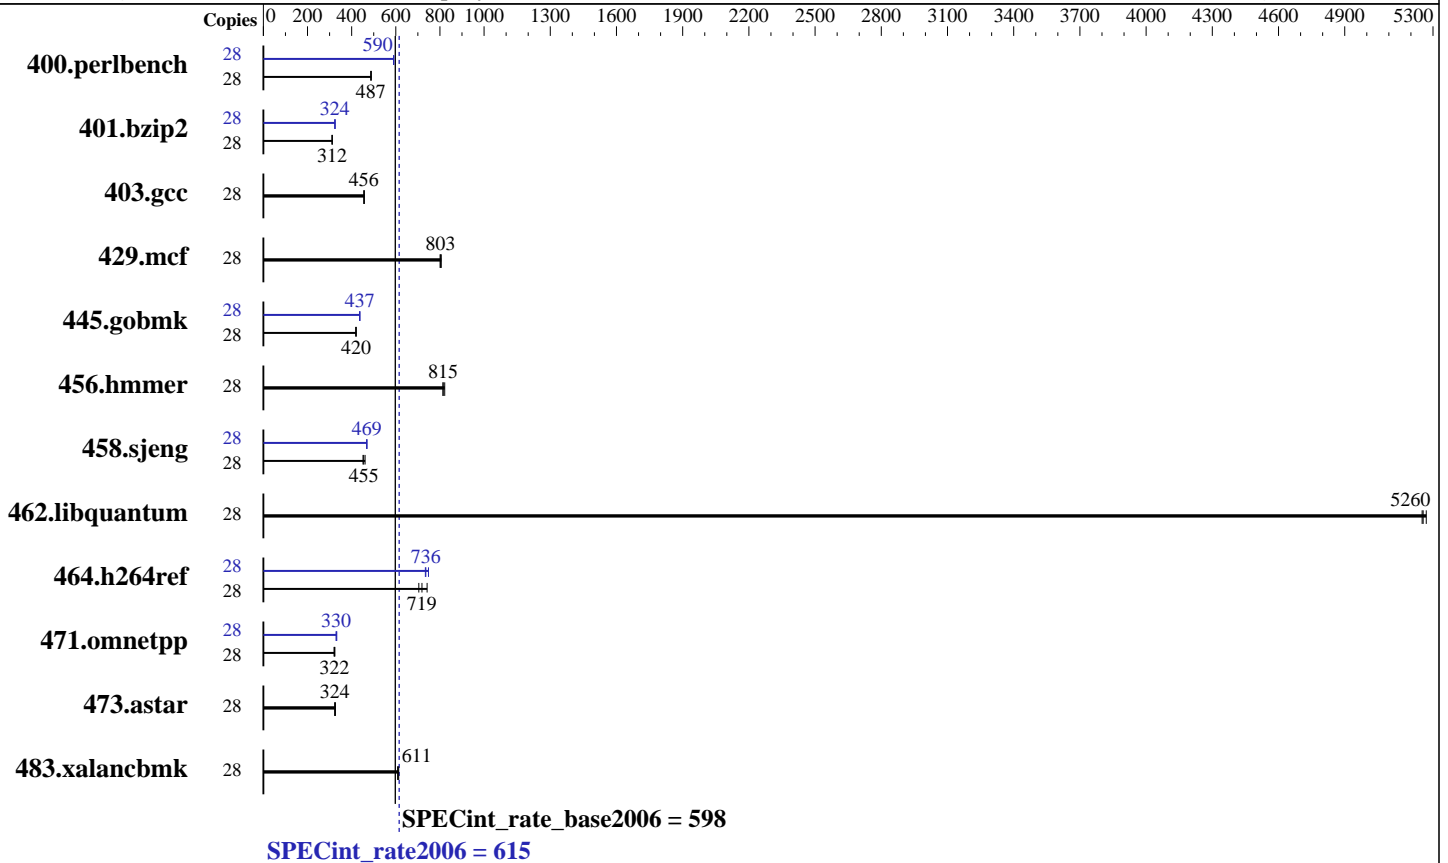 Copies 0 200 400 600 800 1000 1300 1600 1900 2200 2500 2800 3100 3400 3700 4000 4300 4600 4900 5300
400.perlbench 28 590
28 487
401.bzip2 28 324
28 312
403.gcc 28 456
429.mcf 28 803
445.gobmk 28 437
28 420
456.hmmer 28 815
458.sjeng 28 469
28 455
462.libquantum 28 5260
464.h264ref 28 736
28 719
471.omnetpp 28 330
28 322
473.astar 28 324
483.xalancbmk 28 611
SPECint_rate_base2006 = 598
SPECint_rate2006 = 615